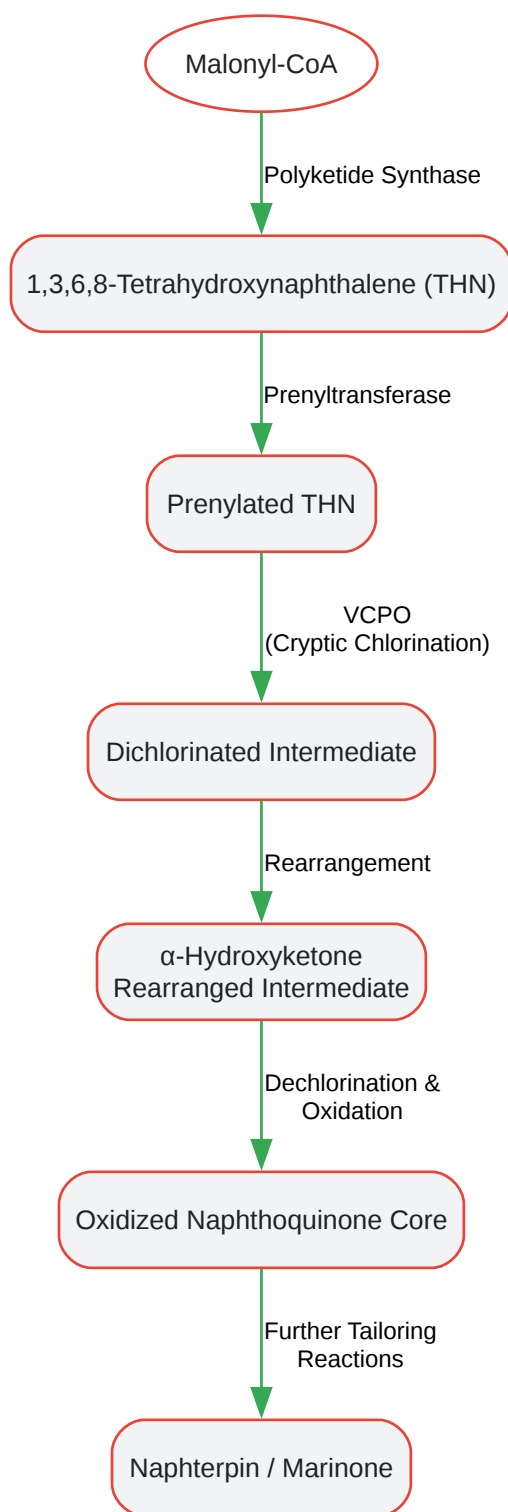 Malonyl-CoA
Polyketide Synthase
1,3,6,8-Tetrahydroxynaphthalene (THN)
Prenyltransferase
Prenylated THN
VCPO
(Cryptic Chlorination)
Dichlorinated Intermediate
Rearrangement
α-Hydroxyketone
Rearranged Intermediate
Dechlorination &
Oxidation
Oxidized Naphthoquinone Core
Further Tailoring
Reactions
Naphterpin / Marinone